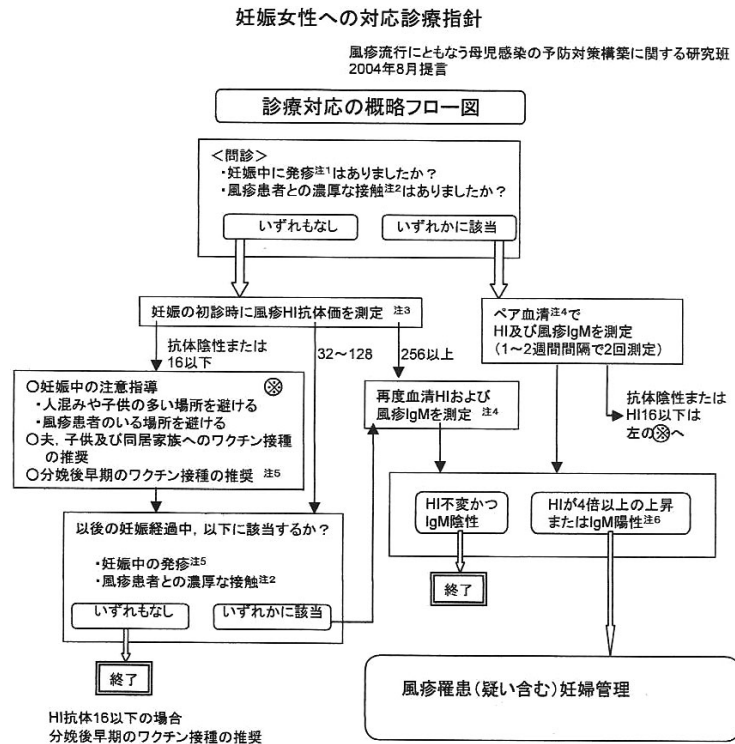 妊娠女性への対応診療指針
風疹流行にともなう母児感染の予防対策構築に関する研究班
2004年8月提言
診療対応の概略フロー図
＜問診＞
・妊娠中に発疹注1はありましたか？
・風疹患者との濃厚な接触注2はありましたか？
いずれもなし
いずれかに該当
妊娠の初診時に風疹HI抗体価を測定 注3
ペア血清注4で
HI及び風疹IgMを測定
（1～2週間間隔で2回測定）
抗体陰性または
16以下
32～128
256以上
○妊娠中の注意指導 ※
・人混みや子供の多い場所を避ける
・風疹患者のいる場所を避ける
○夫，子供及び同居家族へのワクチン接種
の推奨
○分娩後早期のワクチン接種の推奨 注5
再度血清HIおよび
風疹IgMを測定 注4
抗体陰性または
HI16以下は
左の※へ
HI不変かつ
IgM陰性
HIが4倍以上の上昇
またはIgM陽性注6
終了
以後の妊娠経過中，以下に該当するか？
・妊娠中の発疹注5
・風疹患者との濃厚な接触注2
いずれもなし
いずれかに該当
終了
風疹罹患（疑い含む）妊婦管理
HI抗体16以下の場合
分娩後早期のワクチン接種の推奨